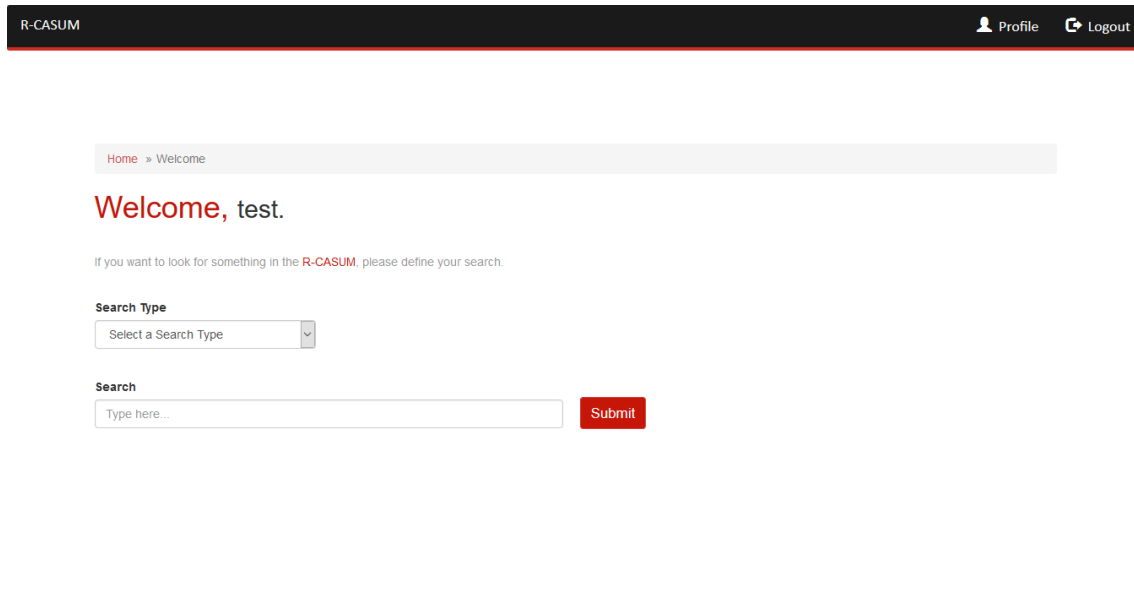 R-CASUM Profile Logout
Home » Welcome
Welcome, test.
If you want to look for something in the R-CASUM, please define your search.
Search Type
Select a Search Type
Search
Type here...
Submit